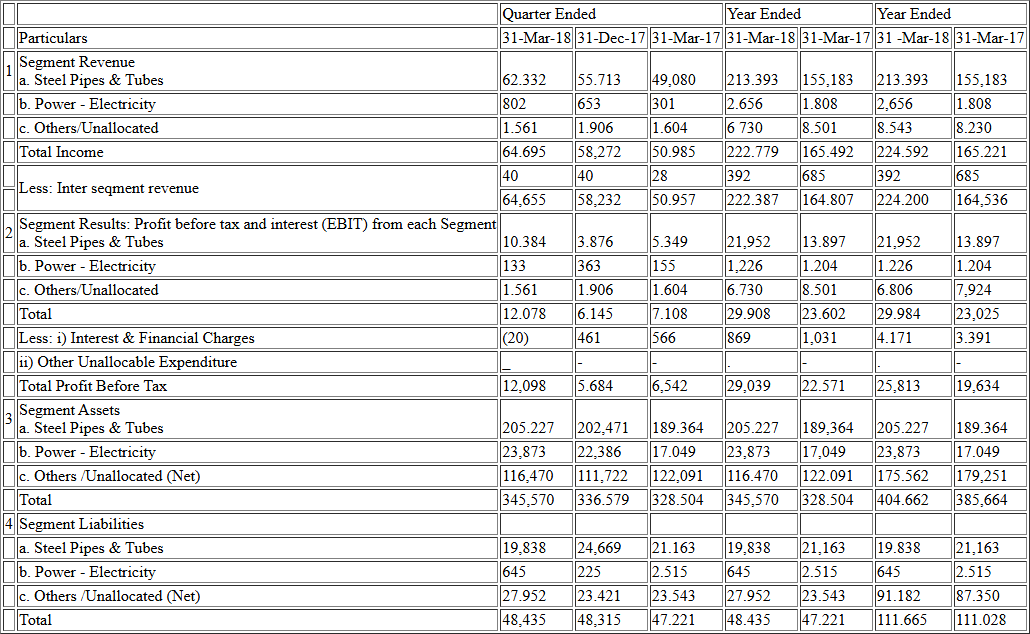 Quarter Ended Year Ended Year Ended
Particulars 31-Mar-18 31-Dec-17 31-Mar-17 31-Mar-18 31-Mar-17 31 -Mar-18 31-Mar-17
1 Segment Revenue
a. Steel Pipes & Tubes 62.332 55.713 49,080 213.393 155,183 213.393 155,183
b. Power - Electricity 802 653 301 2.656 1.808 2,656 1.808
c. Others/Unallocated 1.561 1.906 1.604 6 730 8.501 8.543 8.230
Total Income 64.695 58,272 50.985 222.779 165.492 224.592 165.221
Less: Inter seqment revenue 40 40 28 392 685 392 685
64,655 58,232 50.957 222.387 164.807 224.200 164,536
2 Segment Results: Profit before tax and interest (EBIT) from each Segment
a. Steel Pipes & Tubes 10.384 3.876 5.349 21,952 13.897 21,952 13.897
b. Power - Electricity 133 363 155 1,226 1.204 1.226 1.204
c. Others/Unallocated 1.561 1.906 1.604 6.730 8.501 6.806 7,924
Total 12.078 6.145 7.108 29.908 23.602 29.984 23,025
Less: i) Interest & Financial Charges (20) 461 566 869 1,031 4.171 3.391
ii) Other Unallocable Expenditure _ - - . - . -
Total Profit Before Tax 12,098 5.684 6,542 29,039 22.571 25,813 19,634
3 Segment Assets
a. Steel Pipes & Tubes 205.227 202,471 189.364 205.227 189,364 205.227 189.364
b. Power - Electricity 23,873 22,386 17.049 23,873 17,049 23,873 17.049
c. Others /Unallocated (Net) 116,470 111,722 122,091 116.470 122.091 175.562 179,251
Total 345,570 336.579 328.504 345,570 328.504 404.662 385,664
4 Segment Liabilities
a. Steel Pipes & Tubes 19,838 24,669 21.163 19,838 21,163 19.838 21,163
b. Power - Electricity 645 225 2.515 645 2.515 645 2.515
c. Others /Unallocated (Net) 27.952 23.421 23.543 27.952 23.543 91.182 87.350
Total 48,435 48,315 47.221 48.435 47.221 111.665 111.028